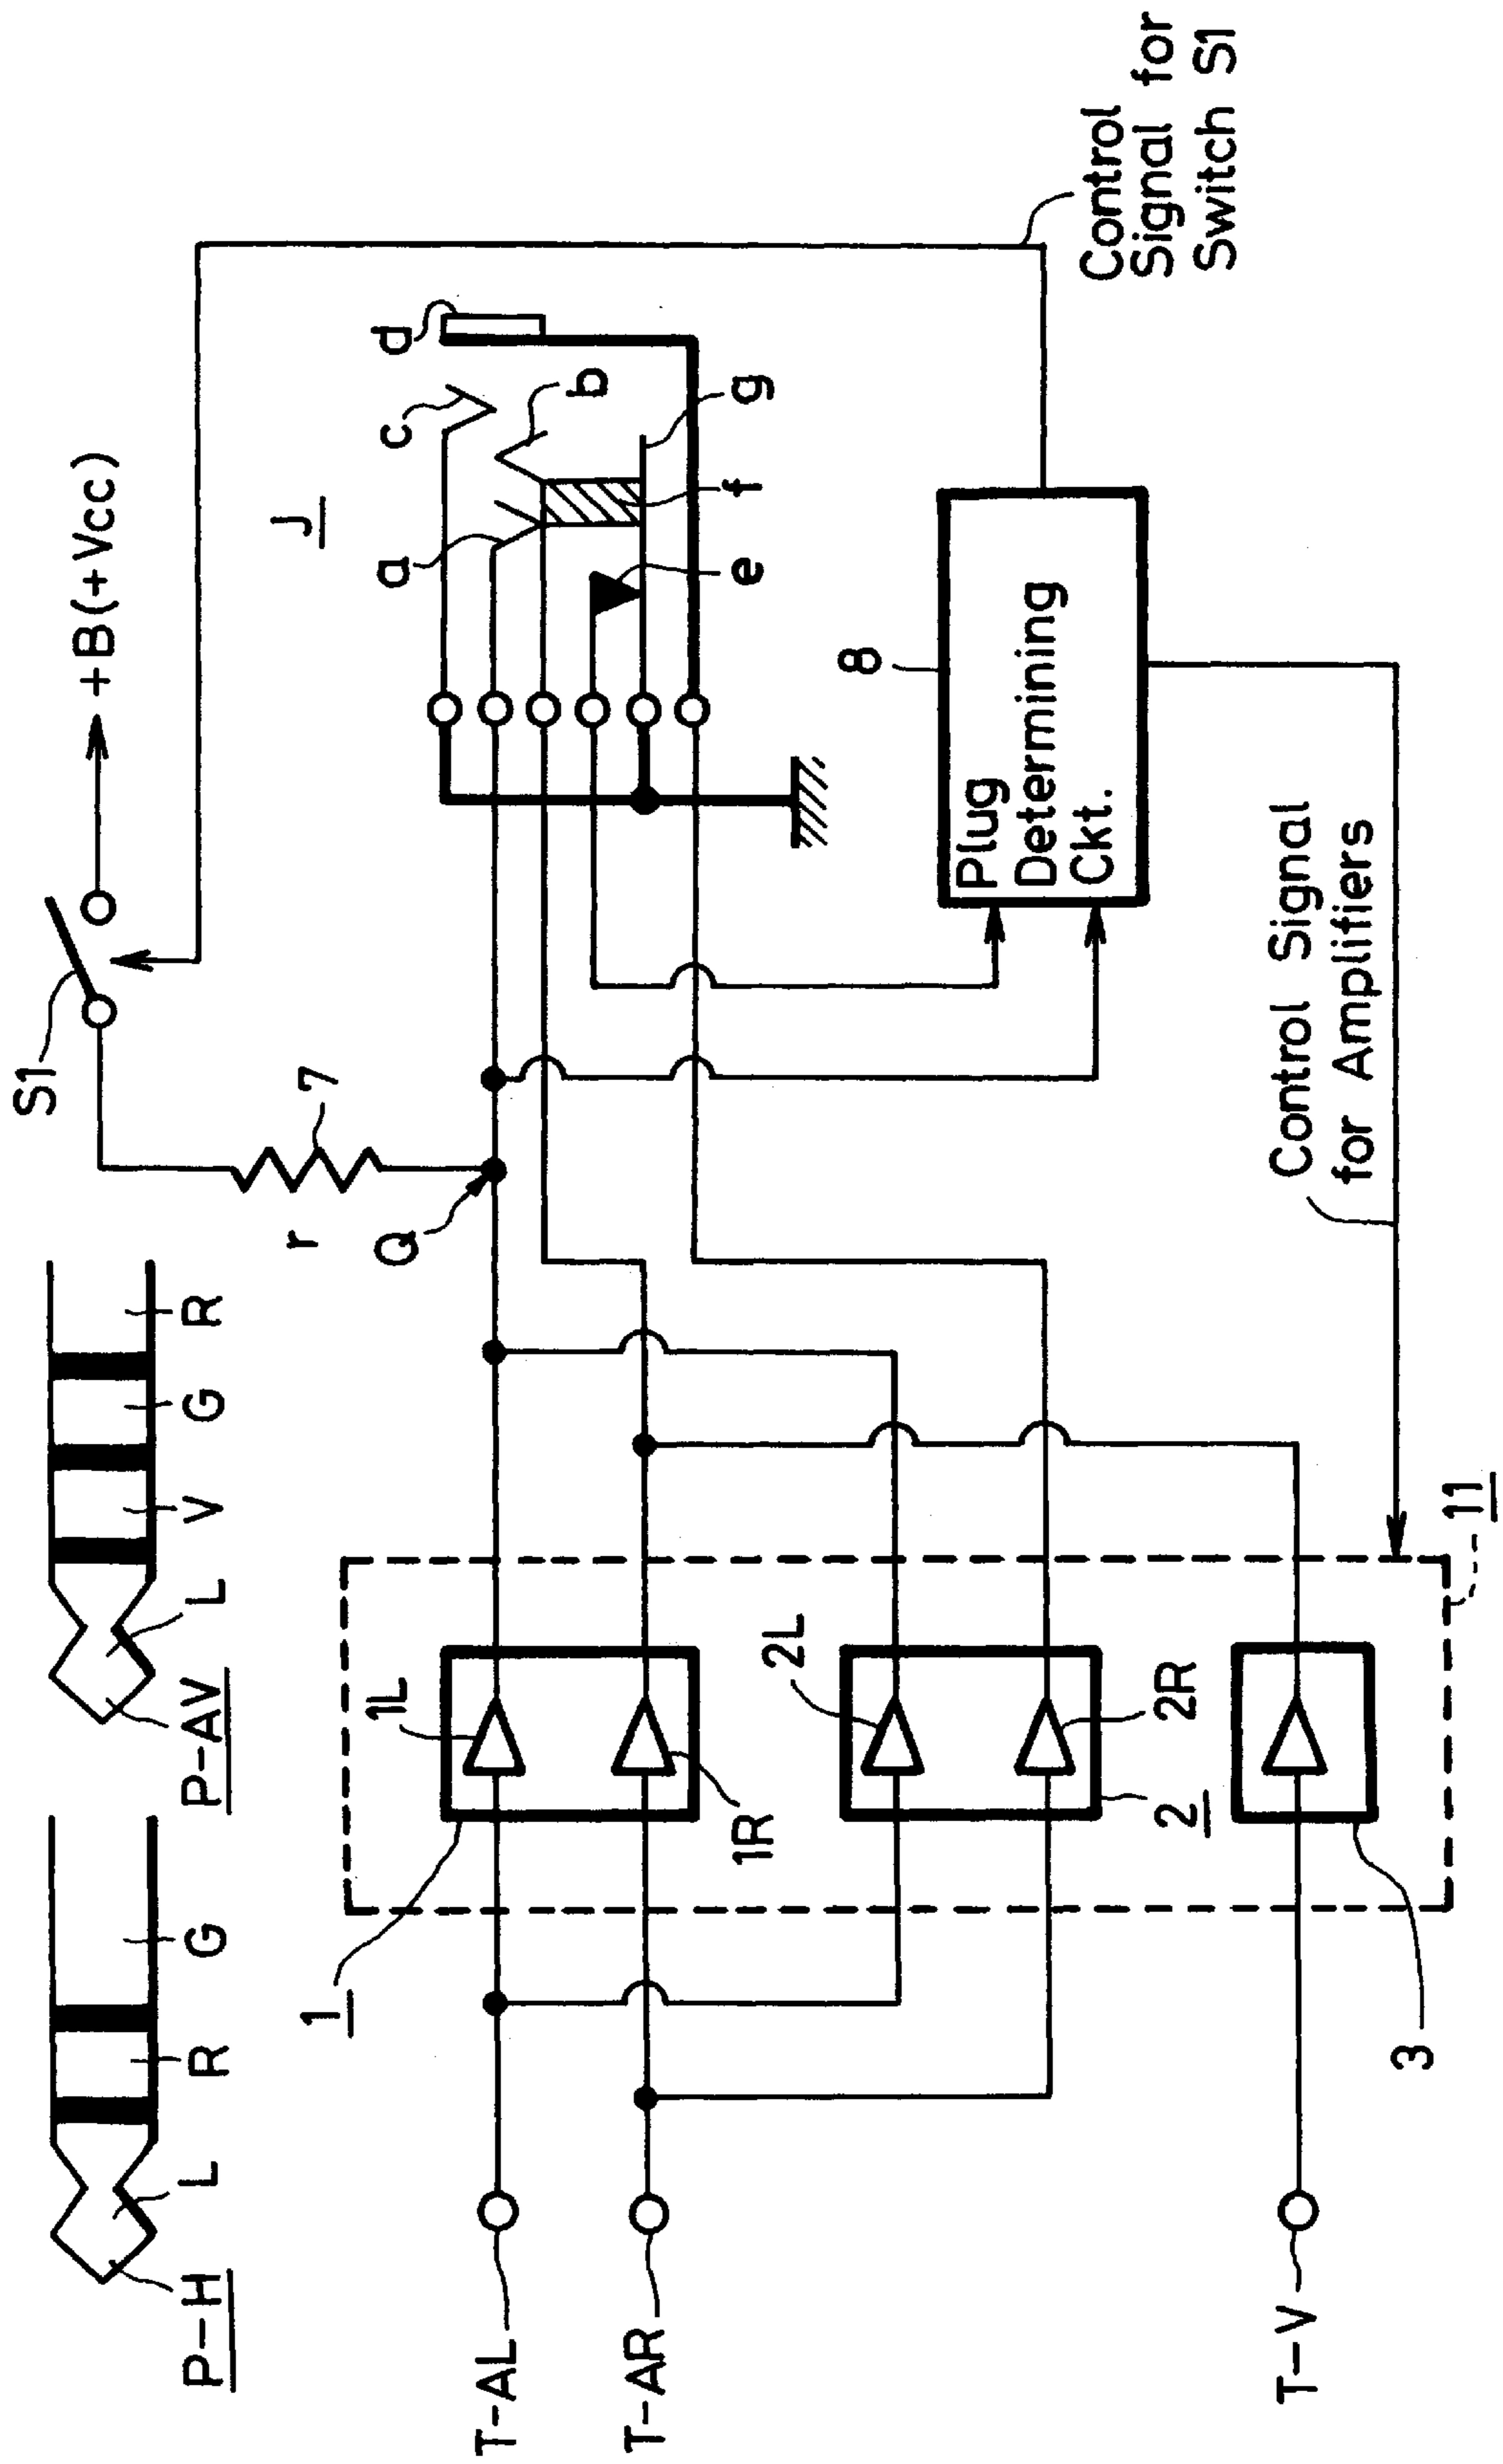 P-H
L
R
G
P-AV
L
V
G
R
S1
+B(+Vcc)
r
7
Q
J
a
b
c
d
e
f
g
1
1L
1R
2L
2R
2
3
11
T-AL
T-AR
T-V
8
Plug
Determining
Ckt.
Control
Signal for
Switch S1
Control Signal
for Amplifiers